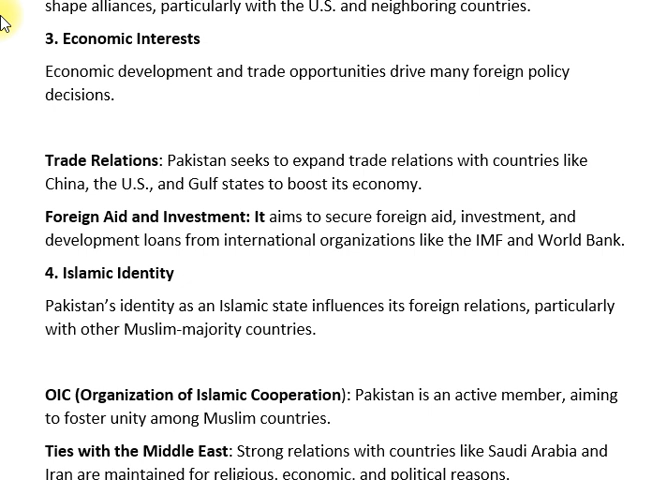 shape alliances, particularly with the U.S. and neighboring countries.
3. Economic Interests
Economic development and trade opportunities drive many foreign policy
decisions.
Trade Relations: Pakistan seeks to expand trade relations with countries like
China, the U.S., and Gulf states to boost its economy.
Foreign Aid and Investment: It aims to secure foreign aid, investment, and
development loans from international organizations like the IMF and World Bank.
4. Islamic Identity
Pakistan’s identity as an Islamic state influences its foreign relations, particularly
with other Muslim-majority countries.
OIC (Organization of Islamic Cooperation): Pakistan is an active member, aiming
to foster unity among Muslim countries.
Ties with the Middle East: Strong relations with countries like Saudi Arabia and
Iran are maintained for religious, economic, and political reasons.